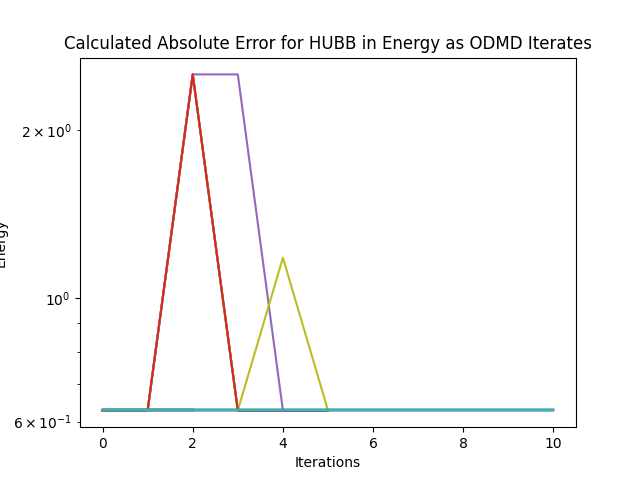 Calculated Absolute Error for HUBB in Energy as ODMD Iterates
2 × 10⁰
10⁰
6 × 10⁻¹
Energy
0 2 4 6 8 10
Iterations